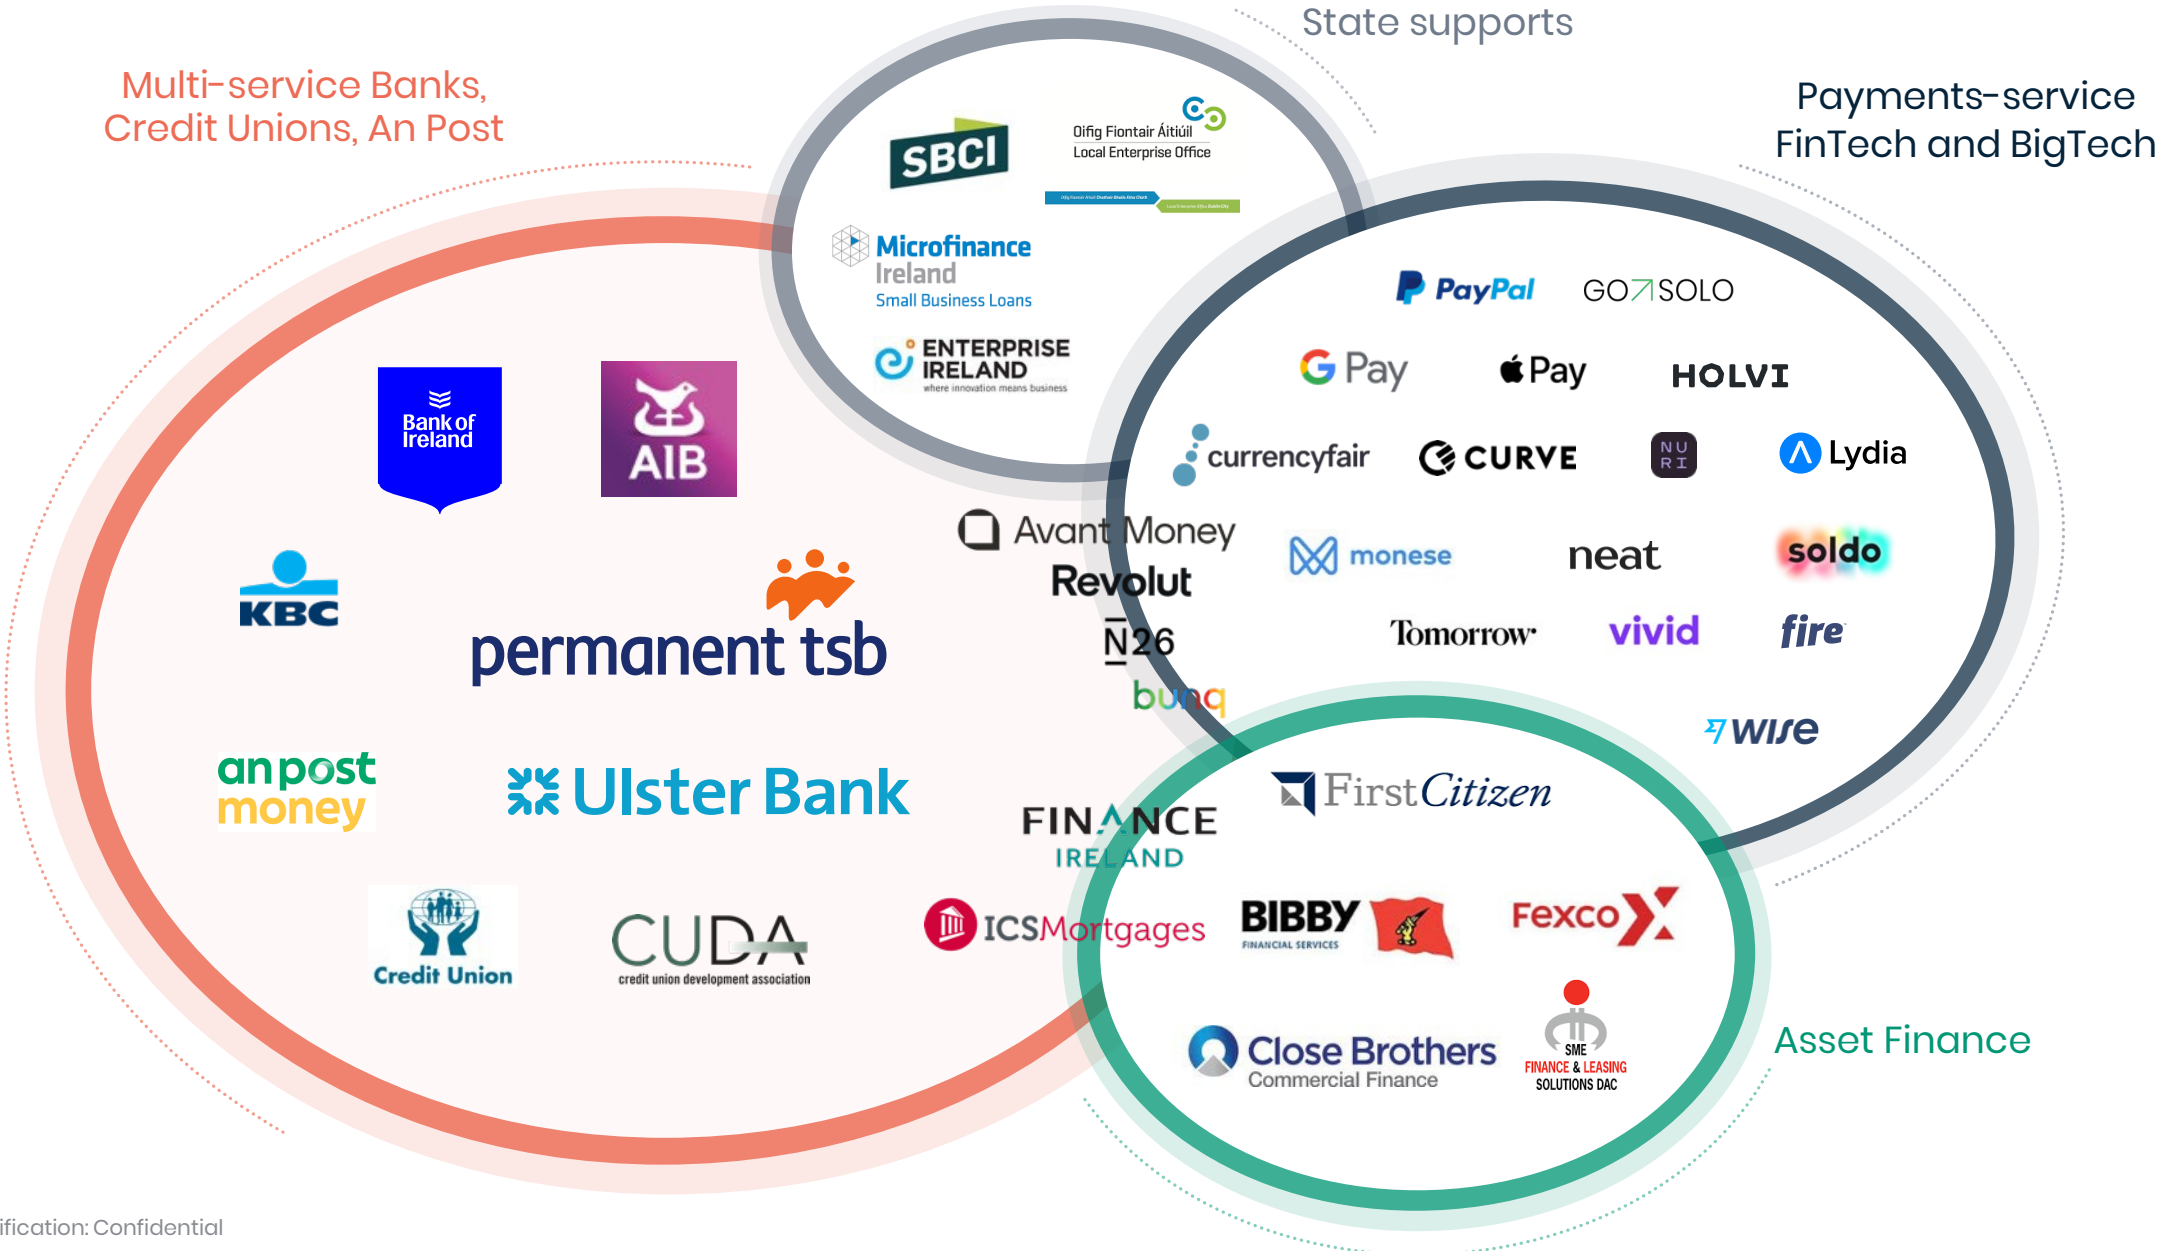 State supports
Multi-service Banks,
Credit Unions, An Post
Payments-service
FinTech and BigTech
SBCI
Oifig Fiontair Áitiúil
Local Enterprise Office
Microfinance
Ireland
Small Business Loans
ENTERPRISE
IRELAND
where innovation means business
PayPal
GO SOLO
G Pay
Pay
HOLVI
currencyfair
CURVE
NU
RI
Lydia
Bank of
Ireland
AIB
Avant Money
Revolut
N26
bunq
monese
neat
soldo
Tomorrow
vivid
fire
wise
KBC
permanent tsb
an post
money
Ulster Bank
FINANCE
IRELAND
ICSMortgages
Credit Union
CUDA
credit union development association
First Citizen
BIBBY
FINANCIAL SERVICES
Fexco
Close Brothers
Commercial Finance
SME
FINANCE & LEASING
SOLUTIONS DAC
Asset Finance
ification: Confidential